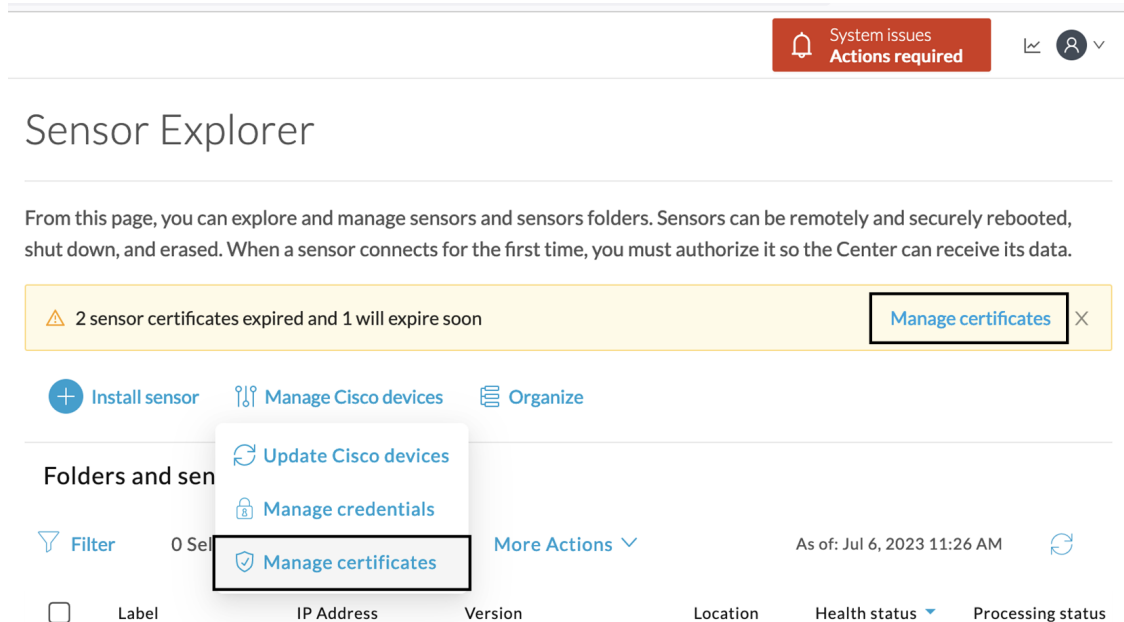 System issues
Actions required
Sensor Explorer
From this page, you can explore and manage sensors and sensors folders. Sensors can be remotely and securely rebooted,
shut down, and erased. When a sensor connects for the first time, you must authorize it so the Center can receive its data.
2 sensor certificates expired and 1 will expire soon Manage certificates
Install sensor Manage Cisco devices Organize
Update Cisco devices
Folders and sen
Manage credentials
Filter 0 Sel More Actions As of: Jul 6, 2023 11:26 AM
Manage certificates
Label IP Address Version Location Health status Processing status